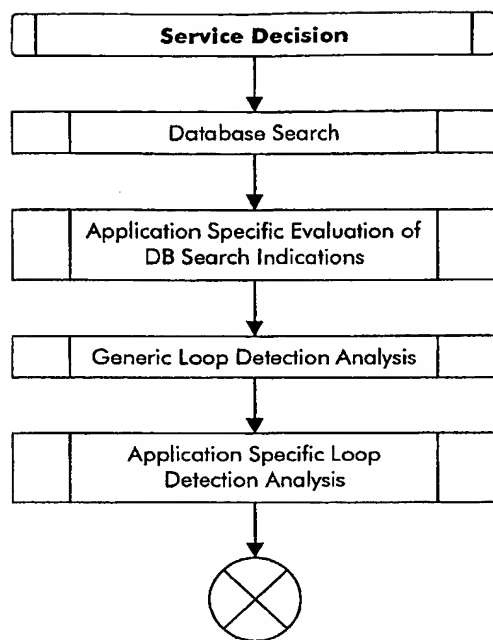 Service Decision
Database Search
Application Specific Evaluation of
DB Search Indications
Generic Loop Detection Analysis
Application Specific Loop
Detection Analysis